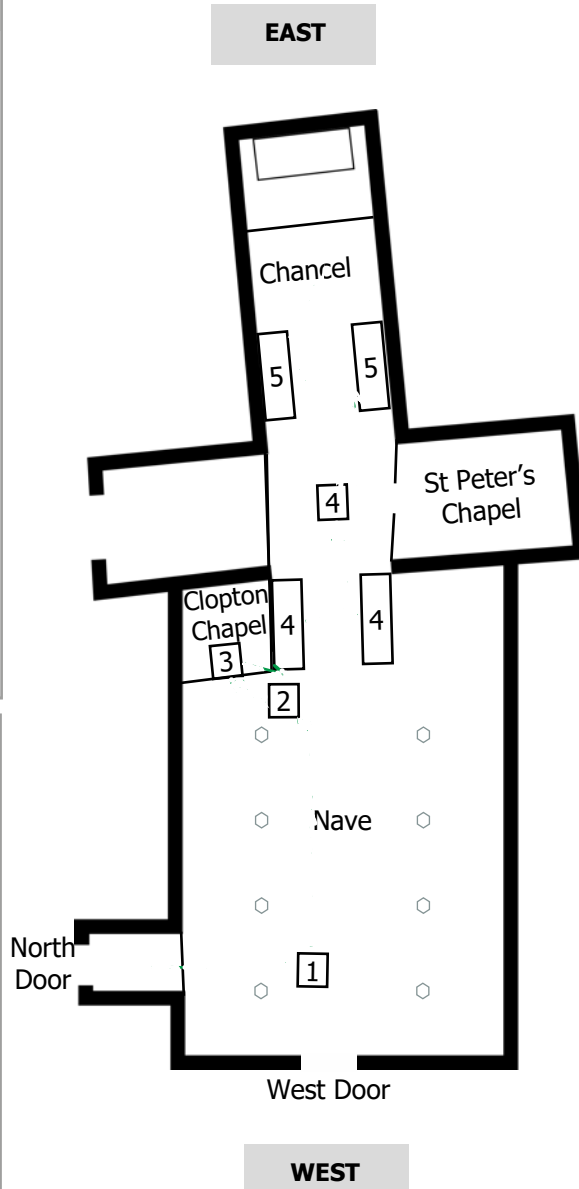 EAST
Chancel
5
5
4
St Peter's
Chapel
Clopton
Chapel
4
4
3
2
Nave
North
Door
1
West Door
WEST